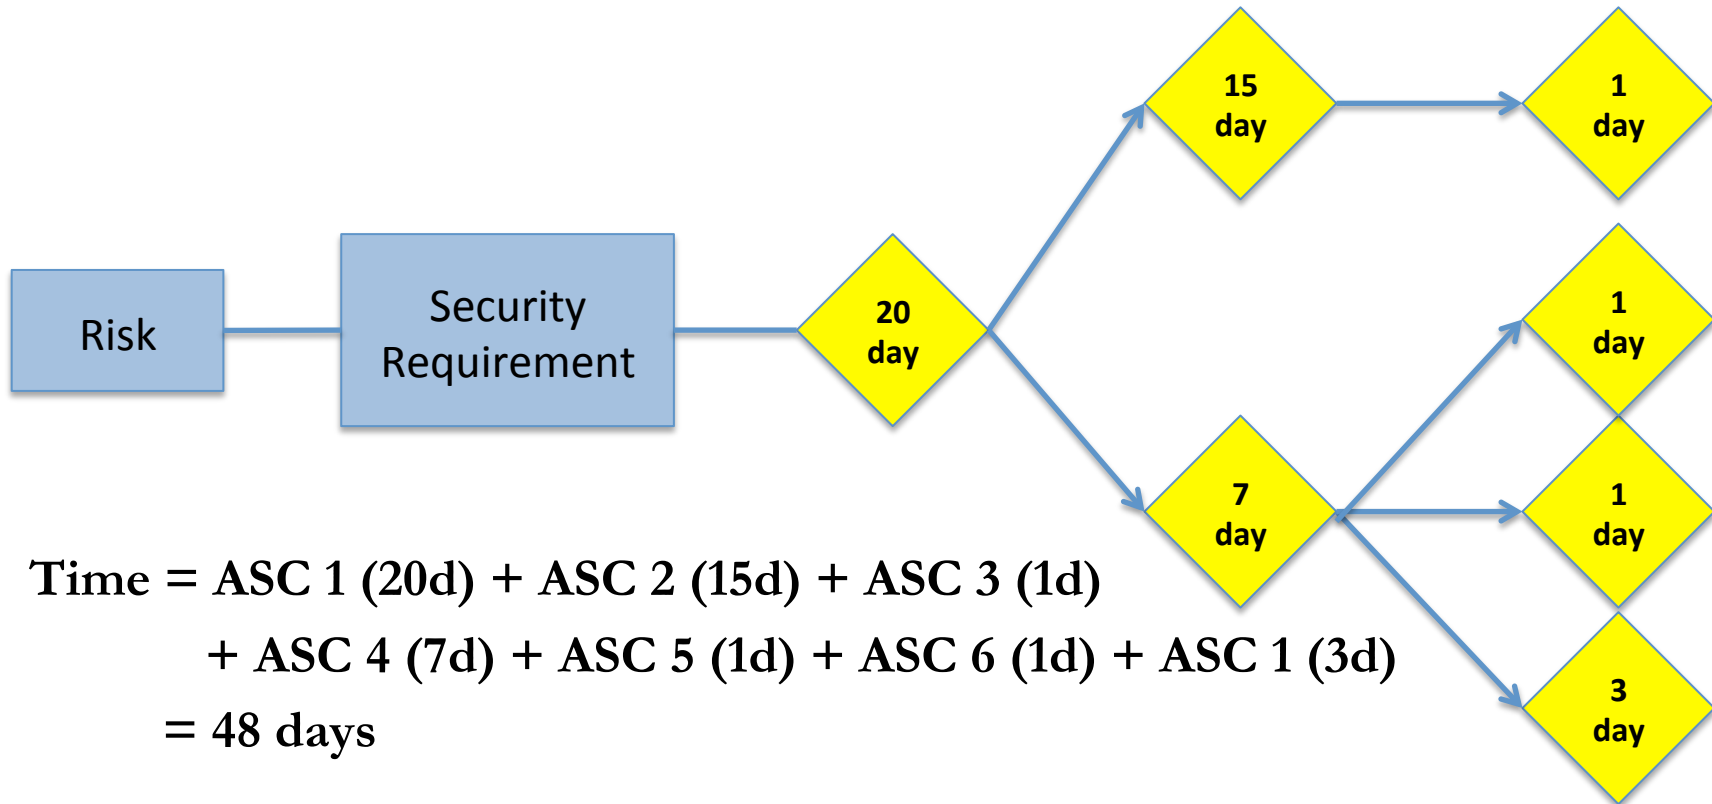 Risk
Security
Requirement
20
day
15
day
1
day
7
day
1
day
1
day
3
day
Time = ASC 1 (20d) + ASC 2 (15d) + ASC 3 (1d)
+ ASC 4 (7d) + ASC 5 (1d) + ASC 6 (1d) + ASC 1 (3d)
= 48 days